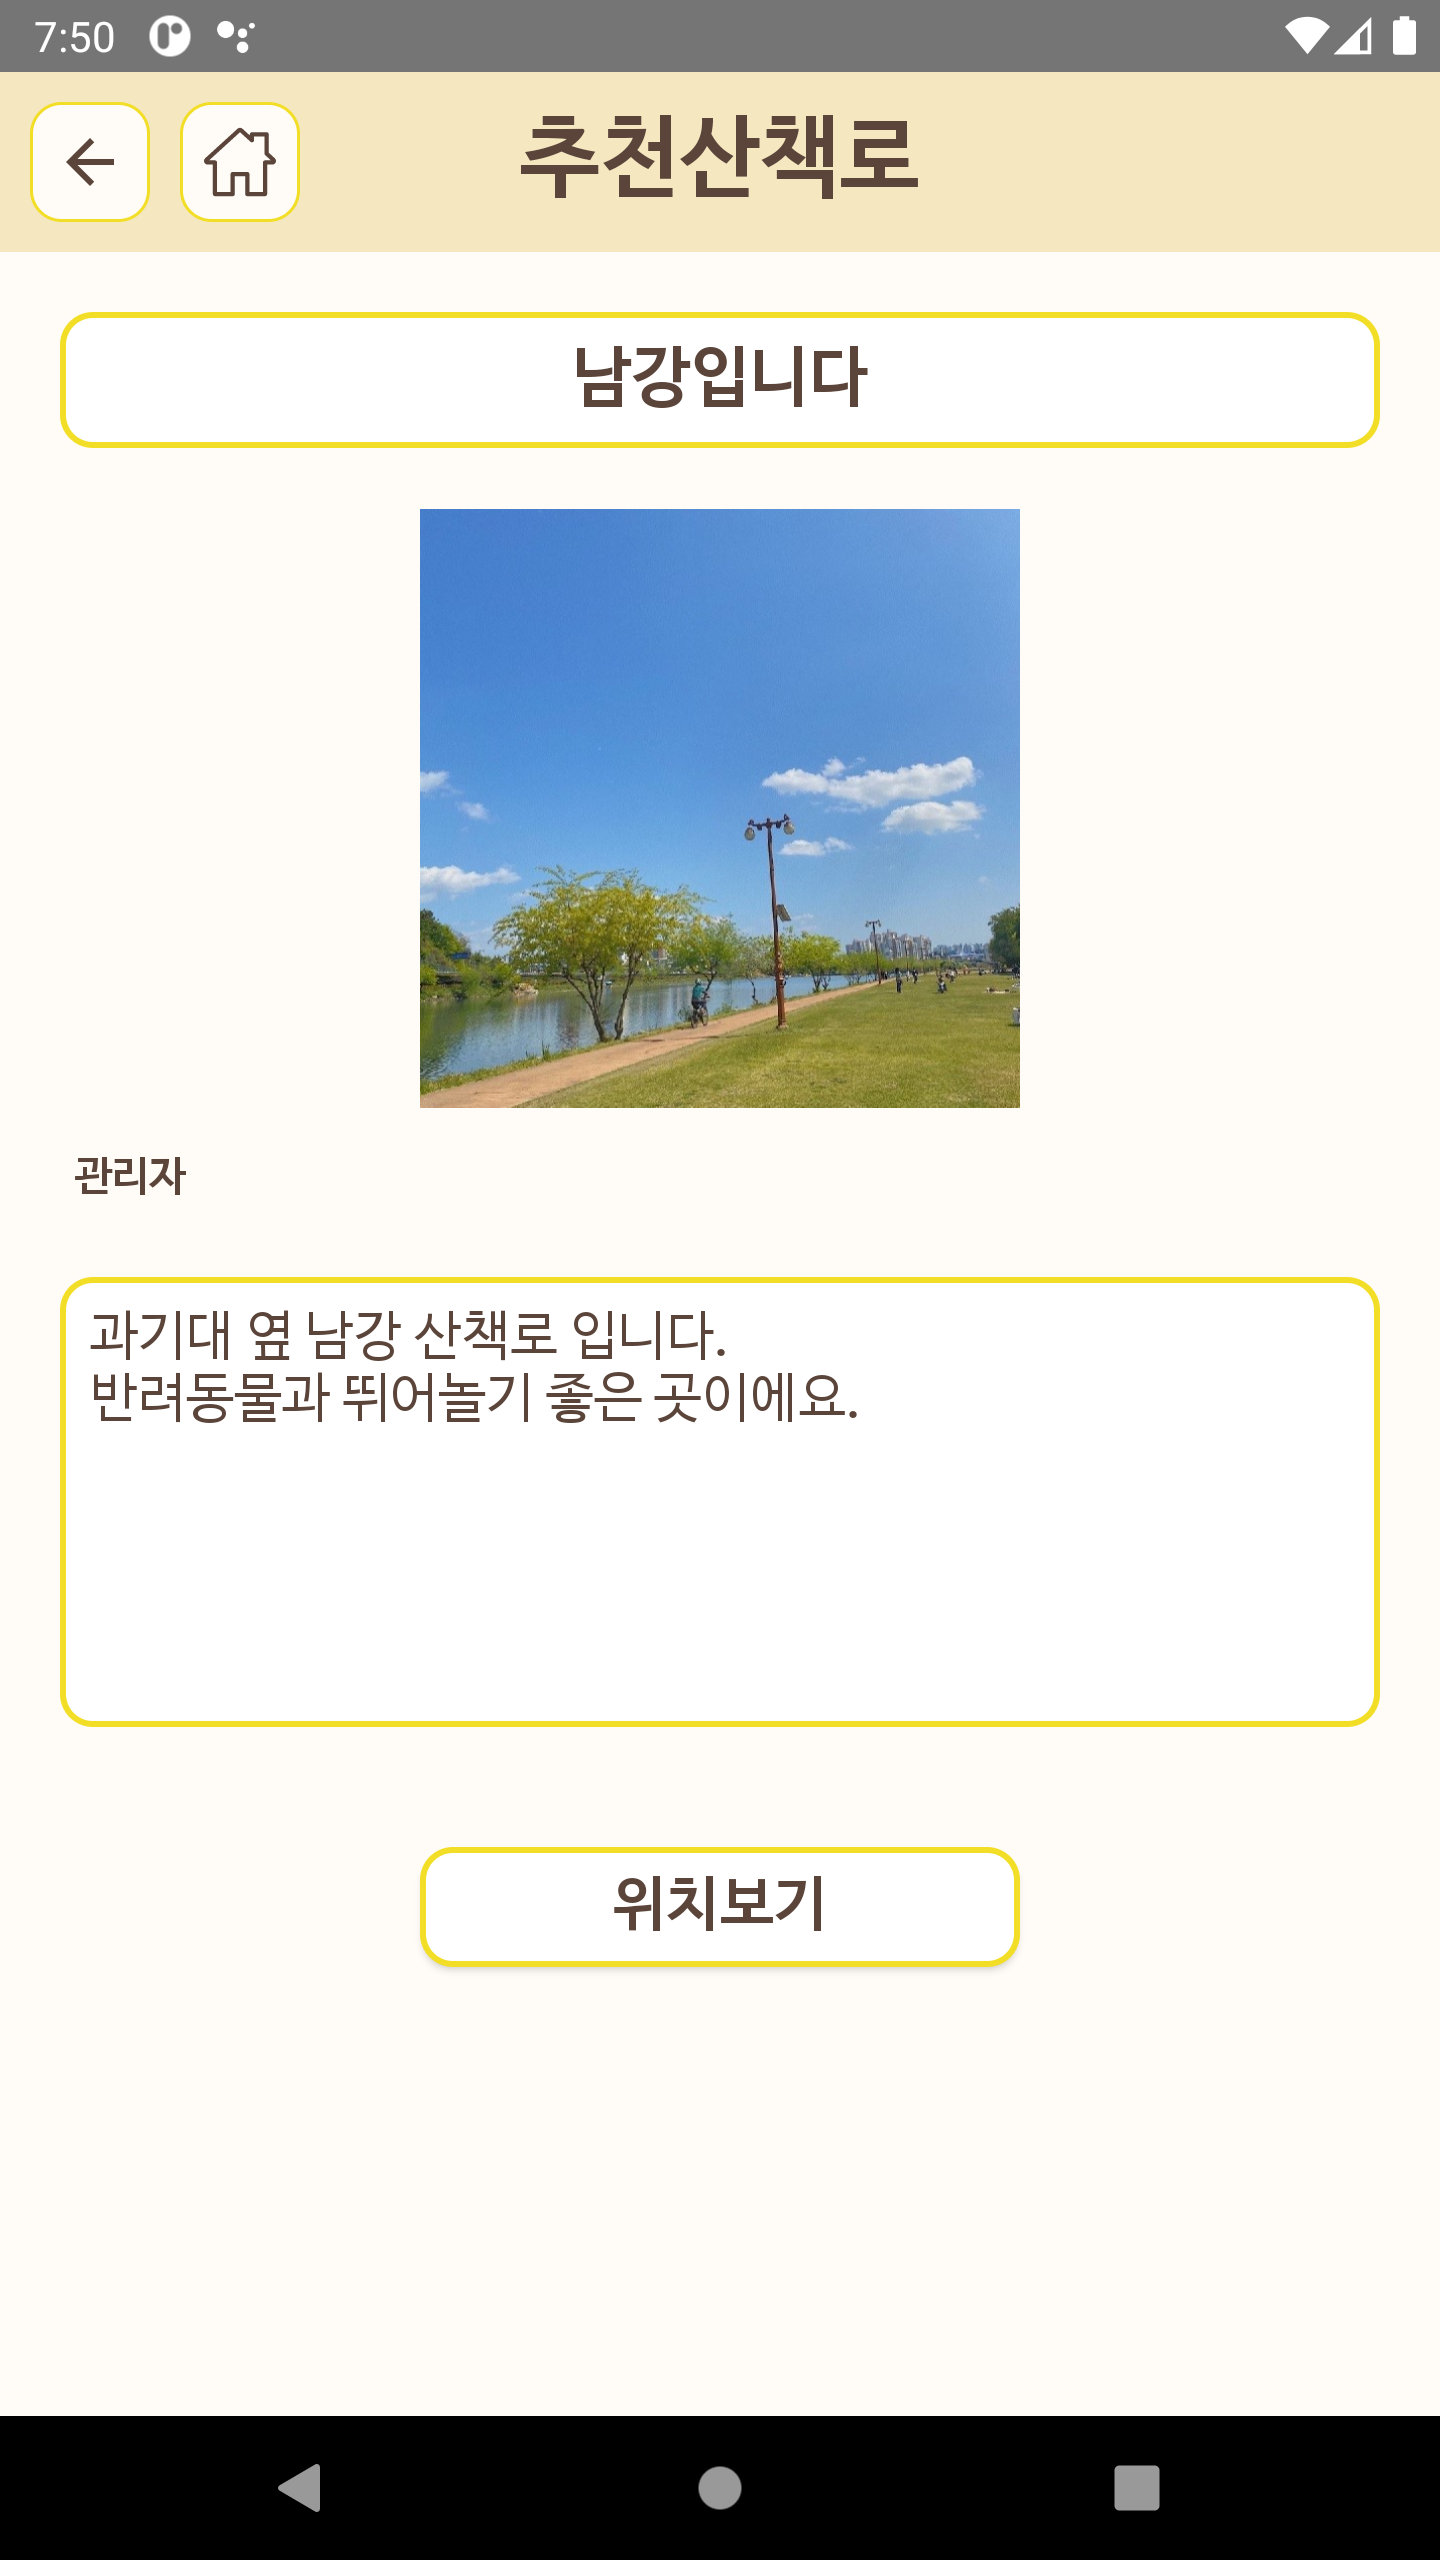 7:50
추천산책로
남강입니다
관리자
과기대 옆 남강 산책로 입니다.
반려동물과 뛰어놀기 좋은 곳이에요.
위치보기